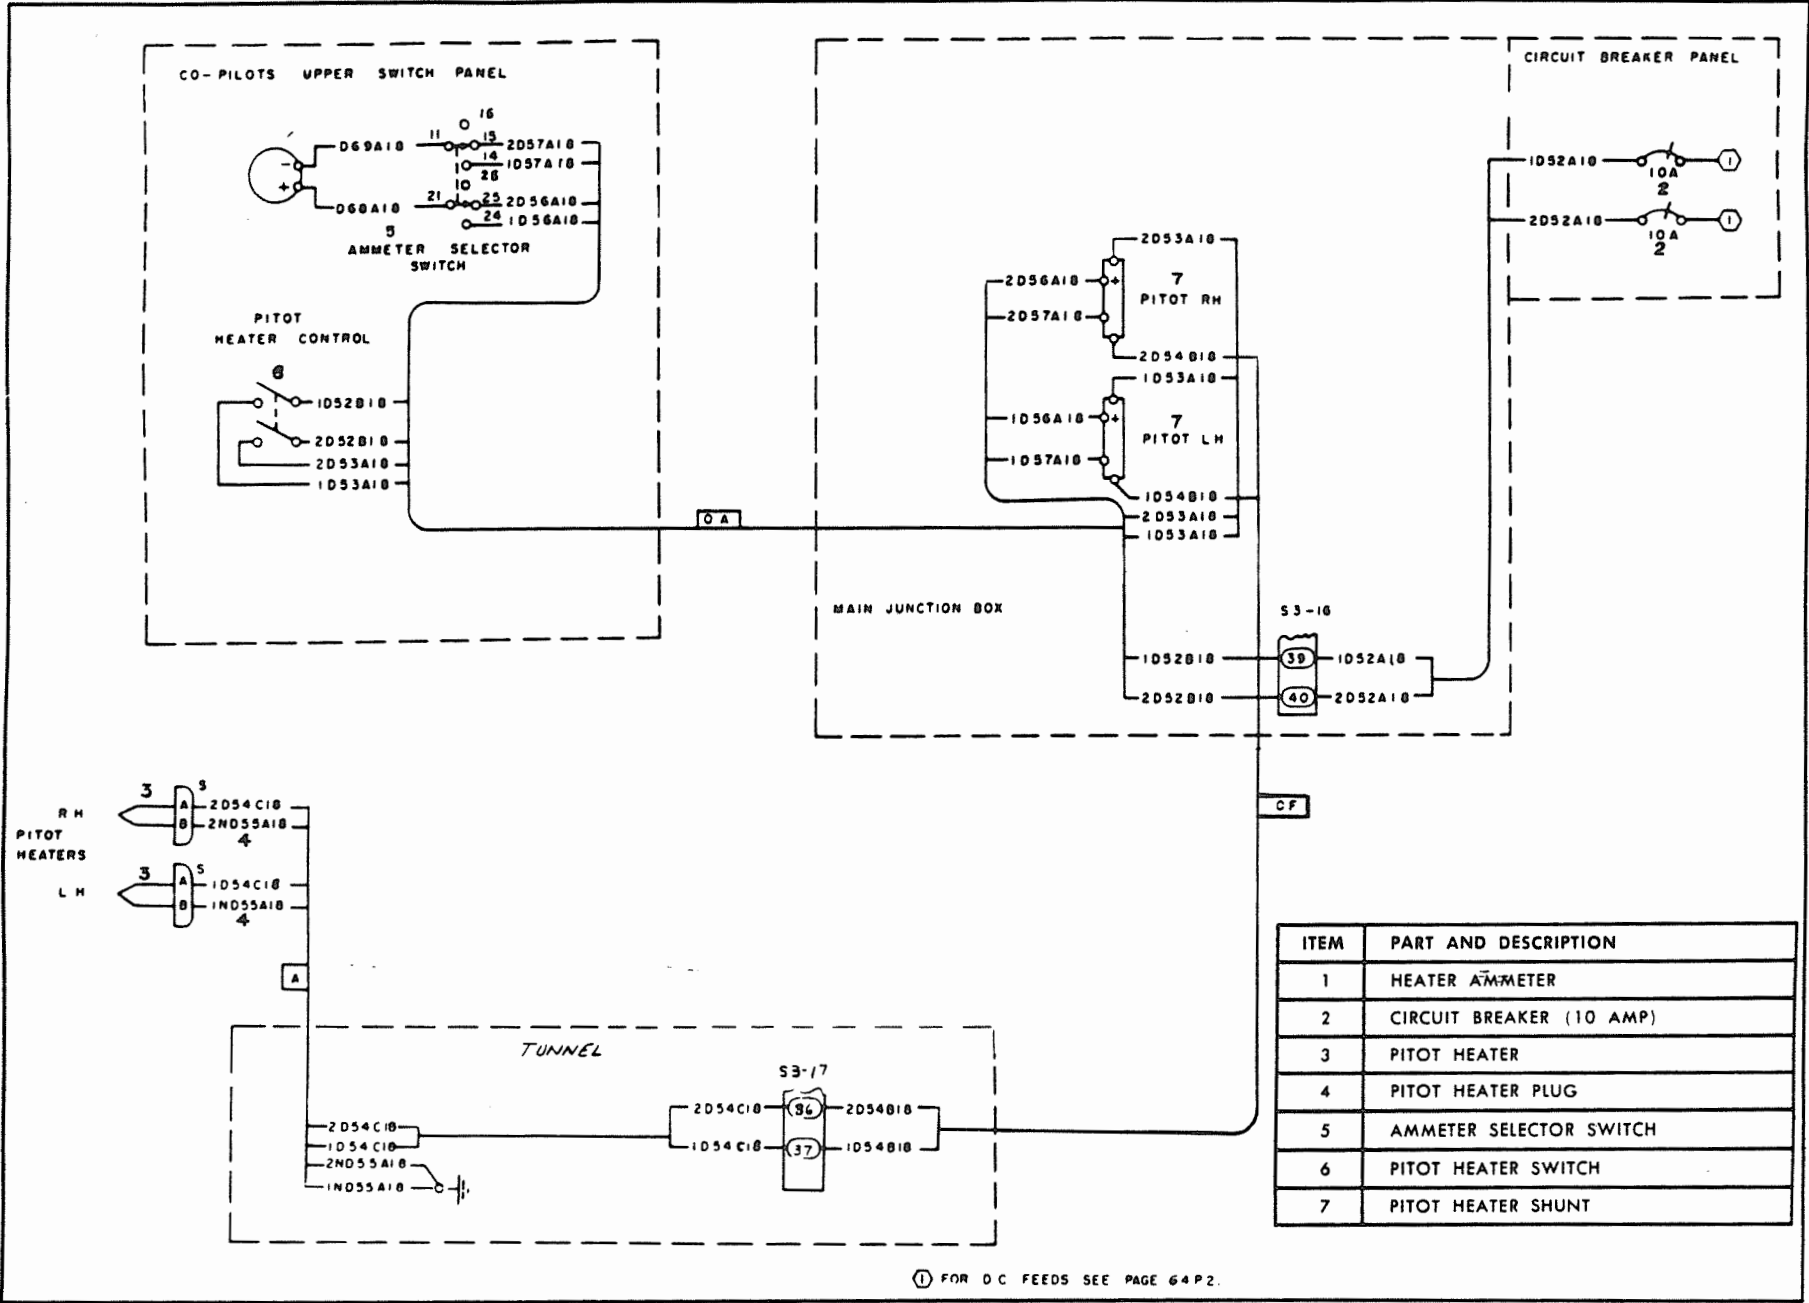 CO-PILOTS UPPER SWITCH PANEL
16
D69A18 11 15 2D57A18
14 1D57A18
26
D68A18 21 25 2D56A18
24 1D56A18
-
+
5
AMMETER SELECTOR
SWITCH
PITOT
HEATER CONTROL
6
1D52B18
2D52B18
2D53A18
1D53A18
OA
MAIN JUNCTION BOX
2D53A18
2D56A18 +
7
PITOT RH
2D57A18
2D54B18
1D53A18
1D56A18 +
7
PITOT LH
1D57A18
1D54B18
2D53A18
1D53A18
S3-16
1D52B18 39 1D52A18
2D52B18 40 2D52A18
CIRCUIT BREAKER PANEL
1D52A18 1
10A
2
2D52A18 1
10A
2
CF
RH
PITOT
HEATERS
LH
3 S
A 2D54C18
B 2ND55A18
4
3 S
A 1D54C18
B 1ND55A18
4
A
TUNNEL
S3-17
2D54C18 36 2D54B18
1D54C18 37 1D54B18
2D54C18
1D54C18
2ND55A18
1ND55A18
ITEM PART AND DESCRIPTION
1 HEATER AMMETER
2 CIRCUIT BREAKER (10 AMP)
3 PITOT HEATER
4 PITOT HEATER PLUG
5 AMMETER SELECTOR SWITCH
6 PITOT HEATER SWITCH
7 PITOT HEATER SHUNT
1 FOR DC FEEDS SEE PAGE 64P2.